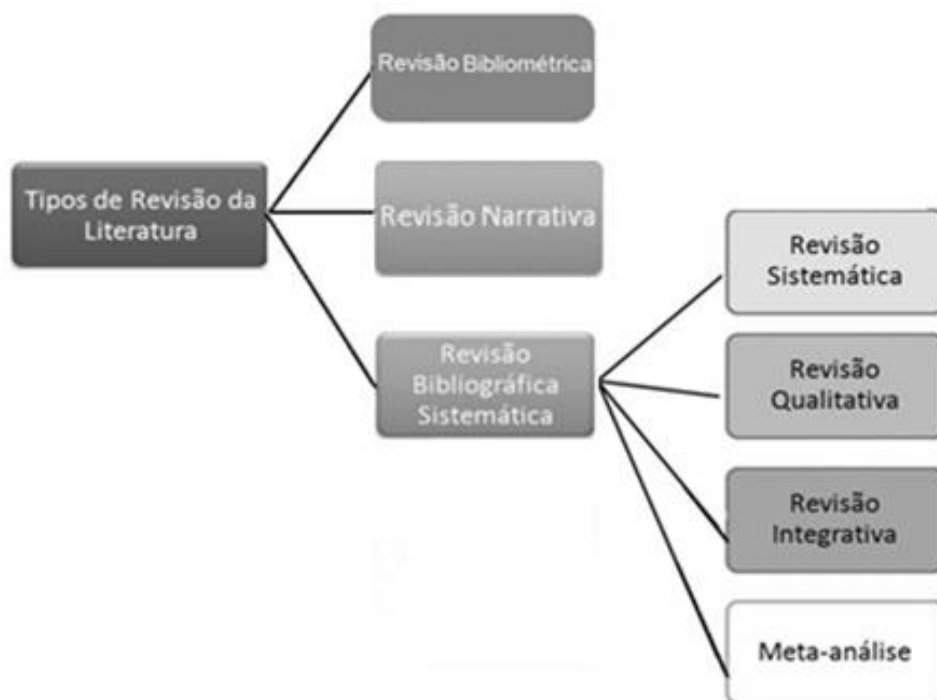 Revisão Bibliométrica
Tipos de Revisão da
Literatura
Revisão Narrativa
Revisão
Bibliográfica
Sistemática
Revisão
Sistemática
Revisão
Qualitativa
Revisão
Integrativa
Meta-análise